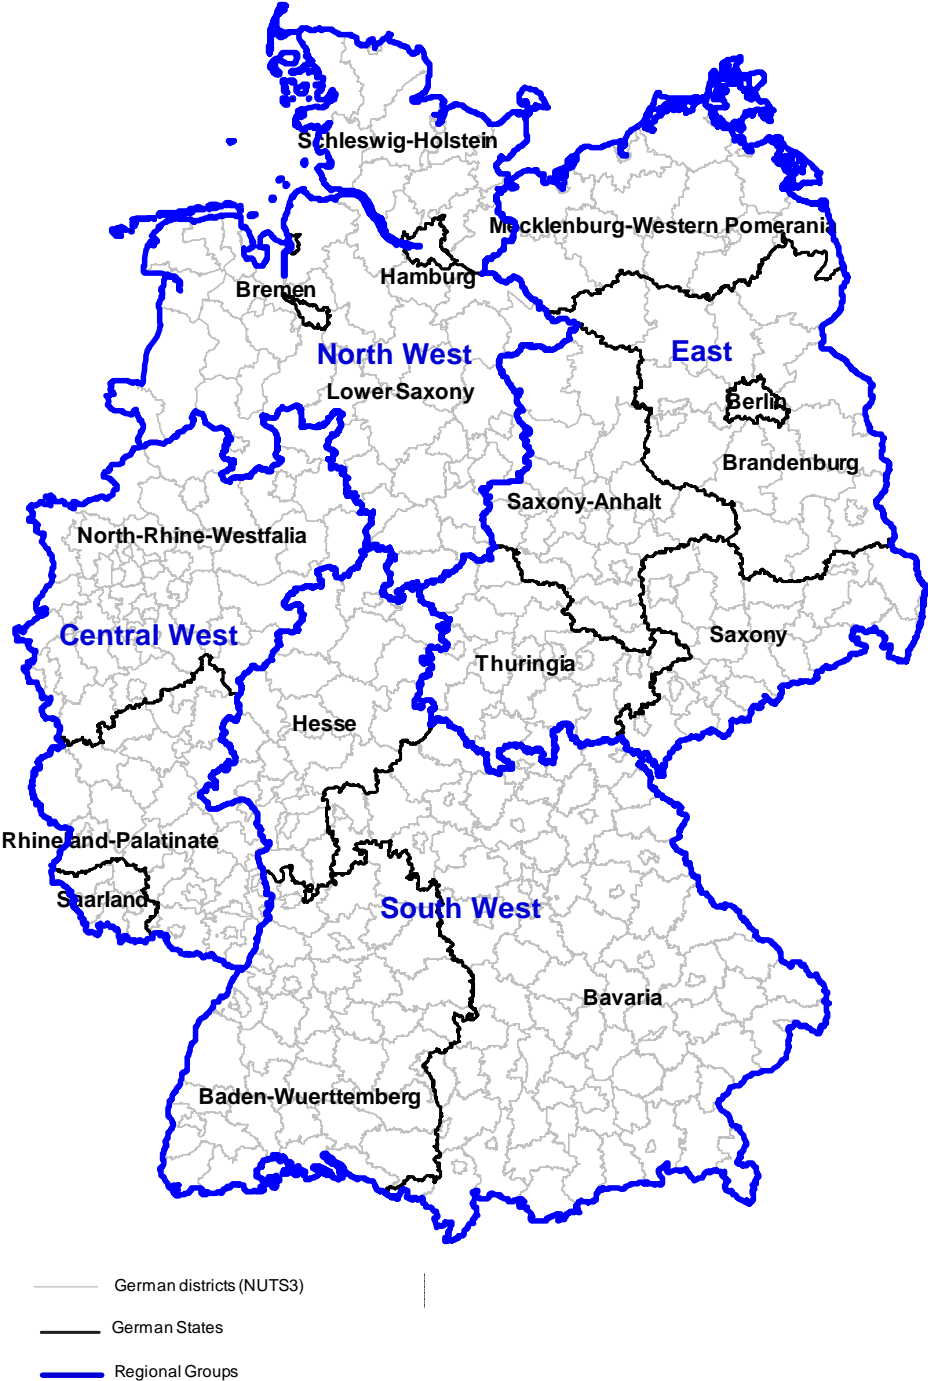 Schleswig-Holstein
Mecklenburg-Western Pomerania
Hamburg
Bremen
North West
East
Lower Saxony
Berlin
Brandenburg
Saxony-Anhalt
North-Rhine-Westfalia
Central West
Saxony
Thuringia
Hesse
Rhineland-Palatinate
Saarland
South West
Bavaria
Baden-Wuerttemberg
German districts (NUTS3)
German States
Regional Groups